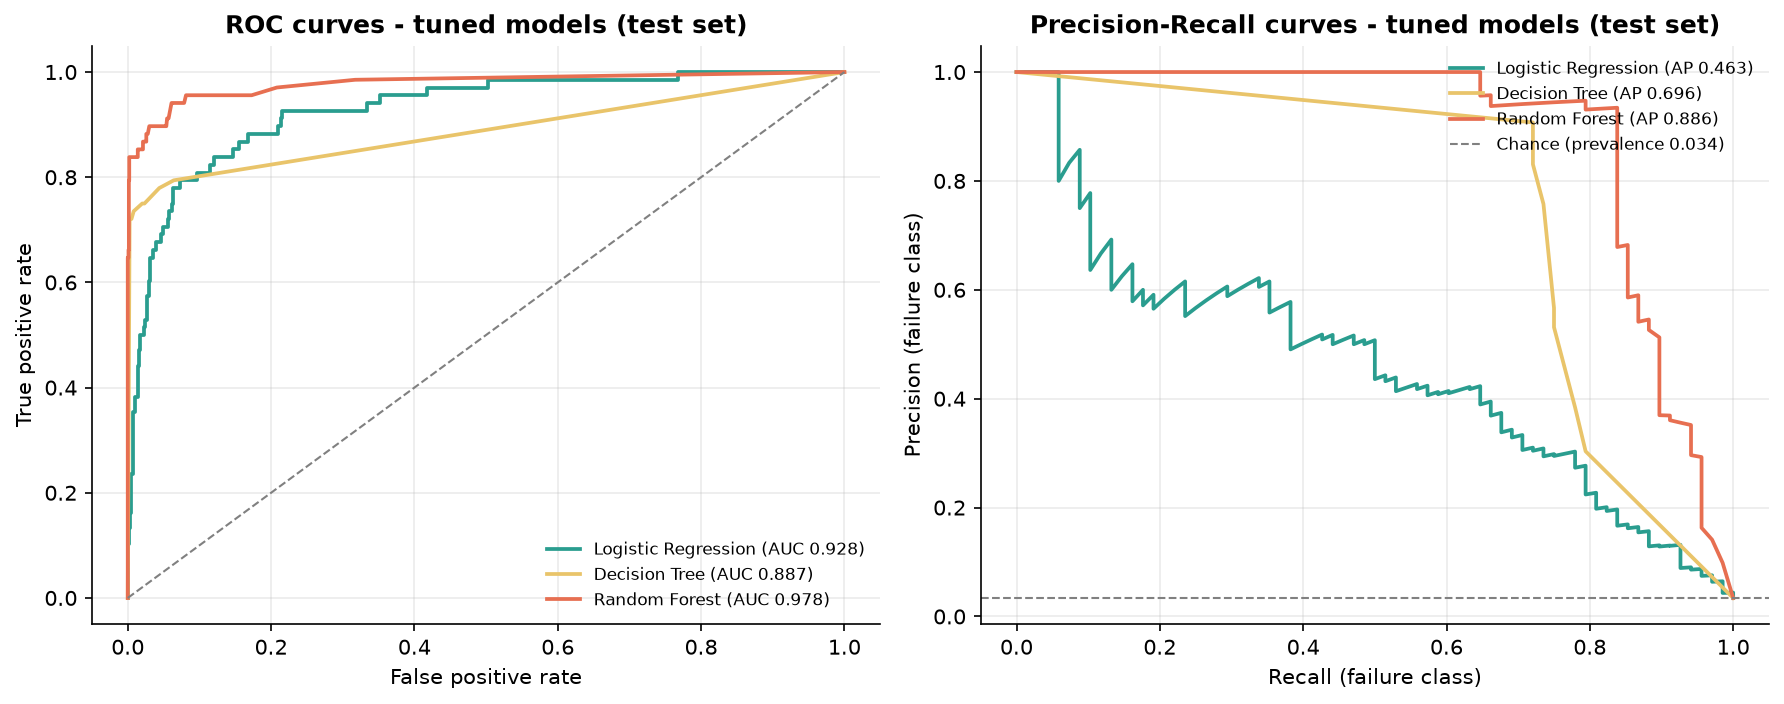 ROC curves - tuned models (test set)
True positive rate
1.0
0.8
0.6
0.4
0.2
0.0
Logistic Regression (AUC 0.928)
Decision Tree (AUC 0.887)
Random Forest (AUC 0.978)
0.0 0.2 0.4 0.6 0.8 1.0
False positive rate
Precision-Recall curves - tuned models (test set)
Precision (failure class)
1.0
0.8
0.6
0.4
0.2
0.0
Logistic Regression (AP 0.463)
Decision Tree (AP 0.696)
Random Forest (AP 0.886)
Chance (prevalence 0.034)
0.0 0.2 0.4 0.6 0.8 1.0
Recall (failure class)